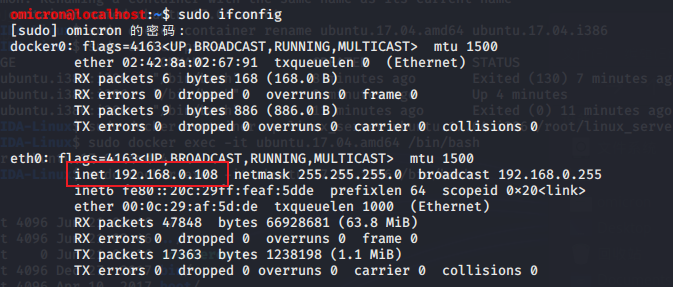 omicron@localhost:~$ sudo ifconfig
[sudo] omicron 的密码：
docker0: flags=4163<UP,BROADCAST,RUNNING,MULTICAST>  mtu 1500
ether 02:42:8a:02:67:91  txqueuelen 0  (Ethernet)
RX packets 6  bytes 168 (168.0 B)
RX errors 0  dropped 0  overruns 0  frame 0
TX packets 9  bytes 886 (886.0 B)
TX errors 0  dropped 0 overruns 0  carrier 0  collisions 0
eth0: flags=4163<UP,BROADCAST,RUNNING,MULTICAST>  mtu 1500
inet 192.168.0.108  netmask 255.255.255.0  broadcast 192.168.0.255
inet6 fe80::20c:29ff:feaf:5dde  prefixlen 64  scopeid 0×20<link>
ether 00:0c:29:af:5d:de  txqueuelen 1000  (Ethernet)
RX packets 47848  bytes 66928681 (63.8 MiB)
RX errors 0  dropped 0  overruns 0  frame 0
TX packets 17363  bytes 1238198 (1.1 MiB)
TX errors 0  dropped 0 overruns 0  carrier 0  collisions 0